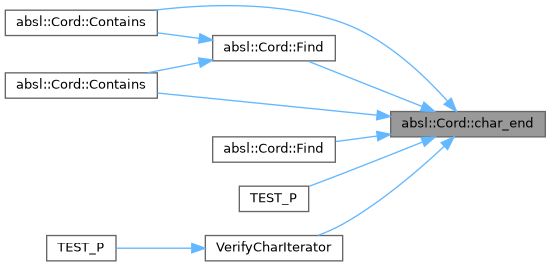 absl::Cord::Contains
absl::Cord::Find
absl::Cord::Contains
absl::Cord::char_end
absl::Cord::Find
TEST_P
TEST_P
VerifyCharIterator